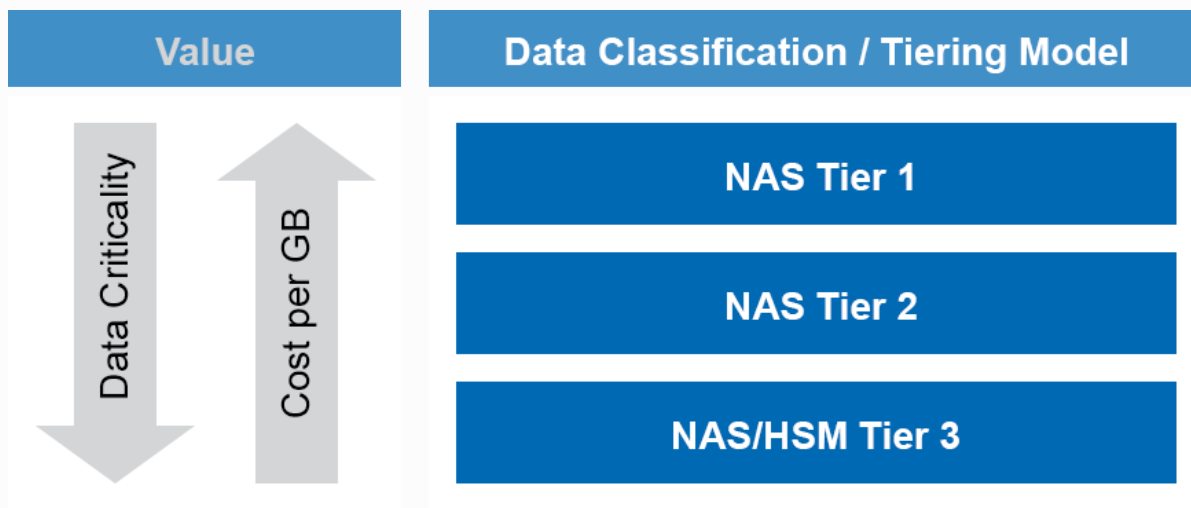 Value
Data Classification / Tiering Model
Data Criticality
Cost per GB
NAS Tier 1
NAS Tier 2
NAS/HSM Tier 3